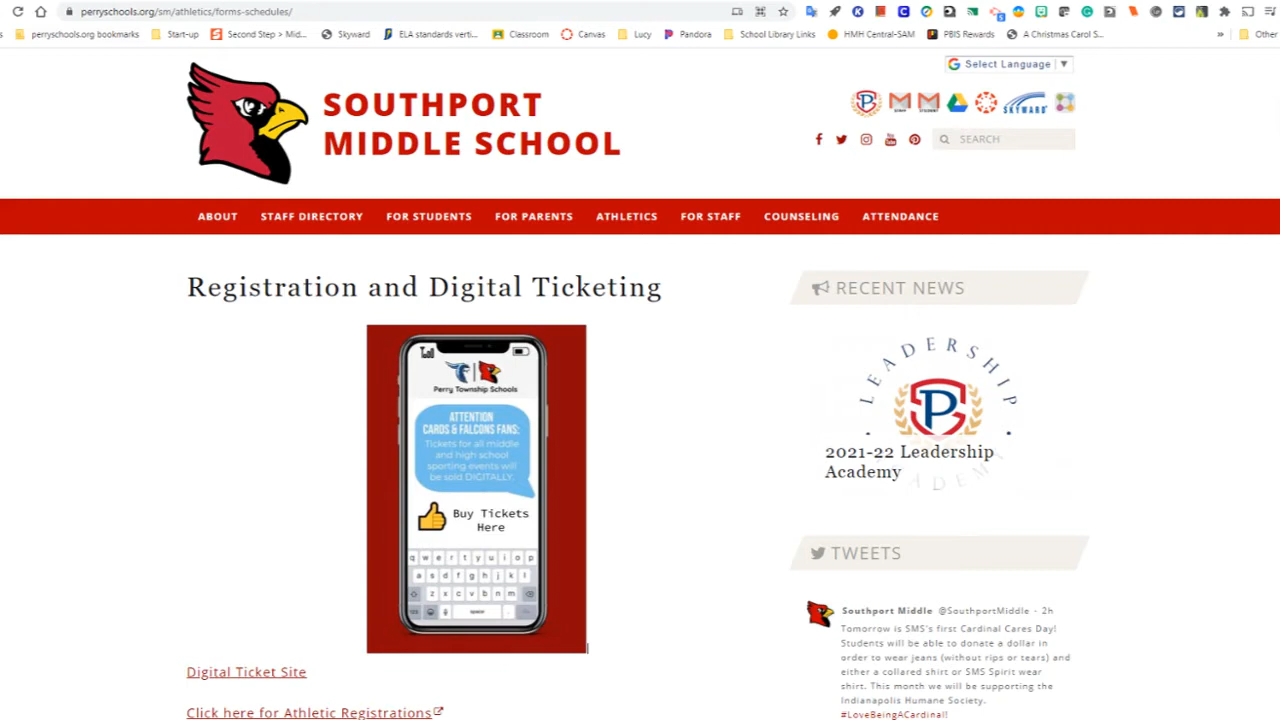 perryschools.org/sm/athletics/forms-schedules/
perryschools.org bookmarks Start-up Second Step > Mid... Skyward ELA standards verti... Classroom Canvas Lucy Pandora School Library Links HMH Central-SAM PBIS Rewards A Christmas Carol S... » Other
Select Language ▼
SOUTHPORT
MIDDLE SCHOOL
SKYWARD
SEARCH
ABOUT STAFF DIRECTORY FOR STUDENTS FOR PARENTS ATHLETICS FOR STAFF COUNSELING ATTENDANCE
Registration and Digital Ticketing
Perry Township Schools
ATTENTION
CARDS & FALCONS FANS:
Tickets for all middle
and high school
sporting events will
be sold DIGITALLY.
Buy Tickets
Here
q w e r t y u i o p
a s d f g h j k l
z x c v b n m
space
Digital Ticket Site
Click here for Athletic Registrations
RECENT NEWS
LEADERSHIP
P
ACADEMY
2021-22 Leadership
Academy
TWEETS
Southport Middle @SouthportMiddle - 2h
Tomorrow is SMS's first Cardinal Cares Day!
Students will be able to donate a dollar in
order to wear jeans (without rips or tears) and
either a collared shirt or SMS Spirit wear
shirt. This month we will be supporting the
Indianapolis Humane Society.
#LoveBeingACardinal!